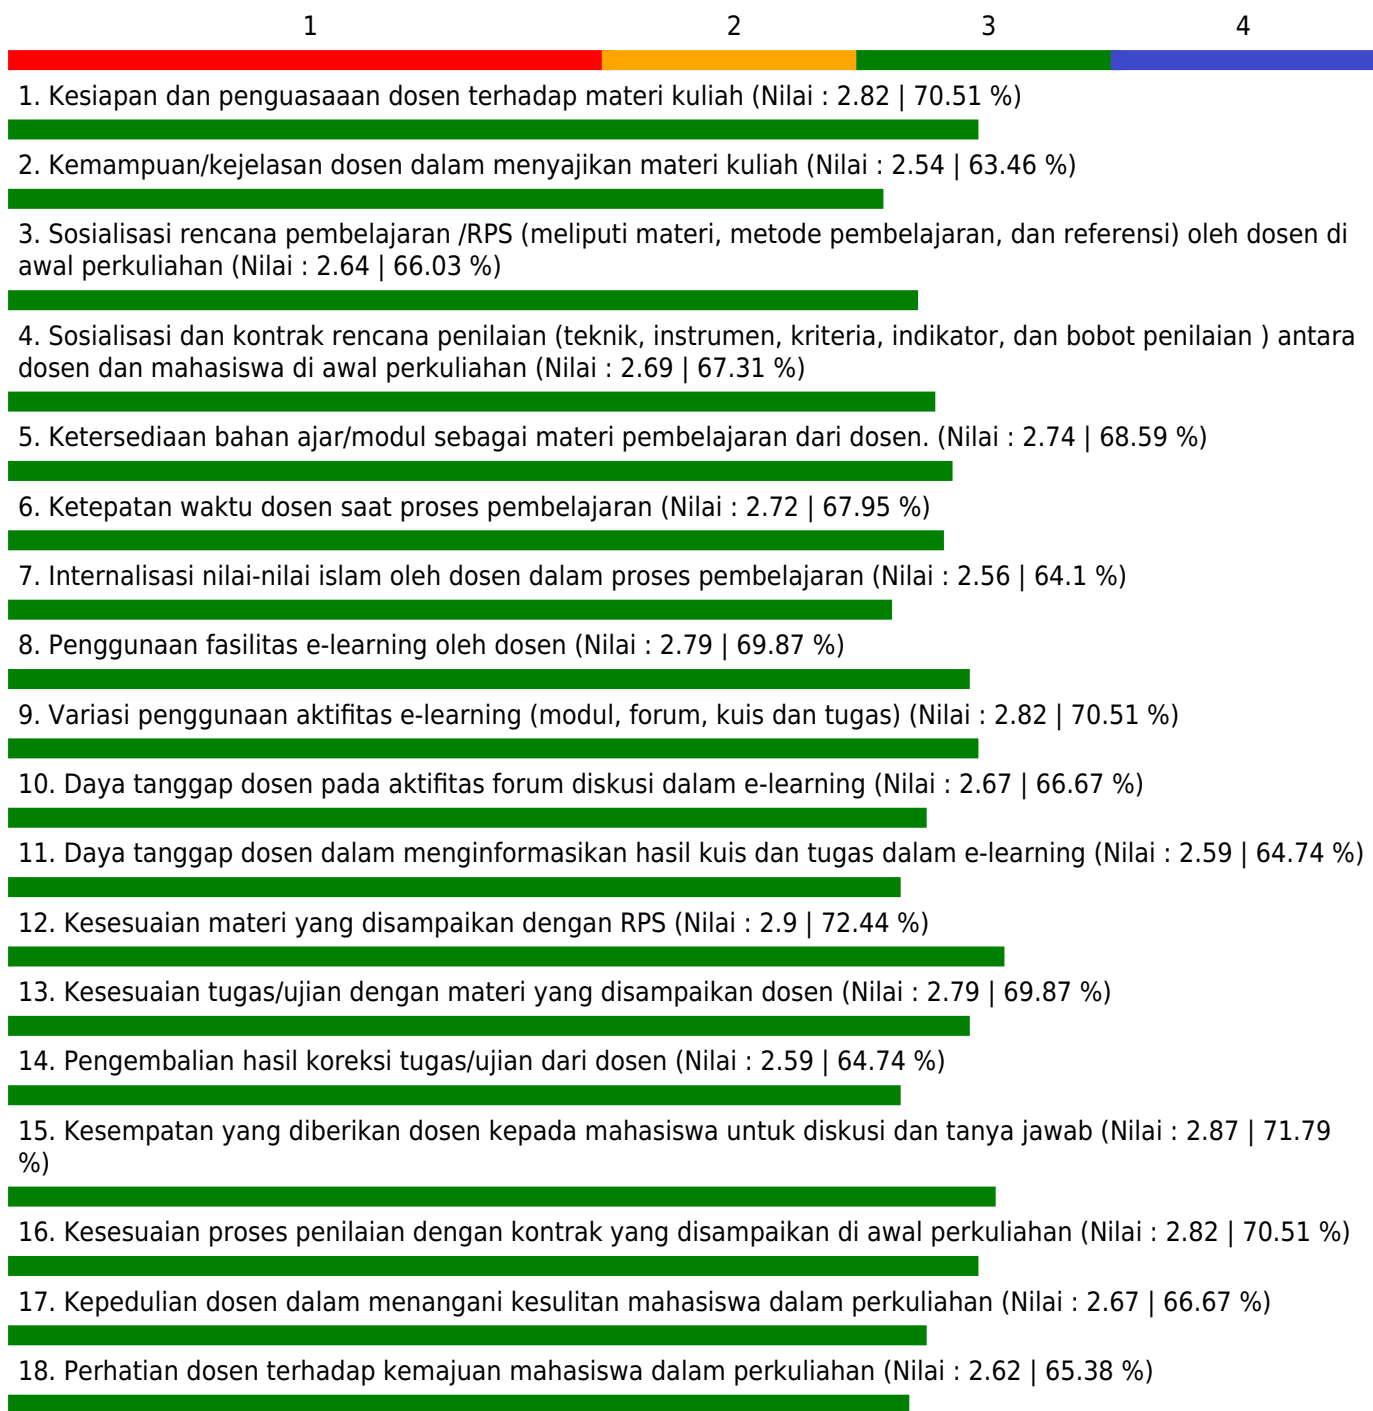 1 2 3 4
1. Kesiapan dan penguasaaan dosen terhadap materi kuliah (Nilai : 2.82 | 70.51 %)
2. Kemampuan/kejelasan dosen dalam menyajikan materi kuliah (Nilai : 2.54 | 63.46 %)
3. Sosialisasi rencana pembelajaran /RPS (meliputi materi, metode pembelajaran, dan referensi) oleh dosen di
awal perkuliahan (Nilai : 2.64 | 66.03 %)
4. Sosialisasi dan kontrak rencana penilaian (teknik, instrumen, kriteria, indikator, dan bobot penilaian ) antara
dosen dan mahasiswa di awal perkuliahan (Nilai : 2.69 | 67.31 %)
5. Ketersediaan bahan ajar/modul sebagai materi pembelajaran dari dosen. (Nilai : 2.74 | 68.59 %)
6. Ketepatan waktu dosen saat proses pembelajaran (Nilai : 2.72 | 67.95 %)
7. Internalisasi nilai-nilai islam oleh dosen dalam proses pembelajaran (Nilai : 2.56 | 64.1 %)
8. Penggunaan fasilitas e-learning oleh dosen (Nilai : 2.79 | 69.87 %)
9. Variasi penggunaan aktifitas e-learning (modul, forum, kuis dan tugas) (Nilai : 2.82 | 70.51 %)
10. Daya tanggap dosen pada aktifitas forum diskusi dalam e-learning (Nilai : 2.67 | 66.67 %)
11. Daya tanggap dosen dalam menginformasikan hasil kuis dan tugas dalam e-learning (Nilai : 2.59 | 64.74 %)
12. Kesesuaian materi yang disampaikan dengan RPS (Nilai : 2.9 | 72.44 %)
13. Kesesuaian tugas/ujian dengan materi yang disampaikan dosen (Nilai : 2.79 | 69.87 %)
14. Pengembalian hasil koreksi tugas/ujian dari dosen (Nilai : 2.59 | 64.74 %)
15. Kesempatan yang diberikan dosen kepada mahasiswa untuk diskusi dan tanya jawab (Nilai : 2.87 | 71.79
%)
16. Kesesuaian proses penilaian dengan kontrak yang disampaikan di awal perkuliahan (Nilai : 2.82 | 70.51 %)
17. Kepedulian dosen dalam menangani kesulitan mahasiswa dalam perkuliahan (Nilai : 2.67 | 66.67 %)
18. Perhatian dosen terhadap kemajuan mahasiswa dalam perkuliahan (Nilai : 2.62 | 65.38 %)